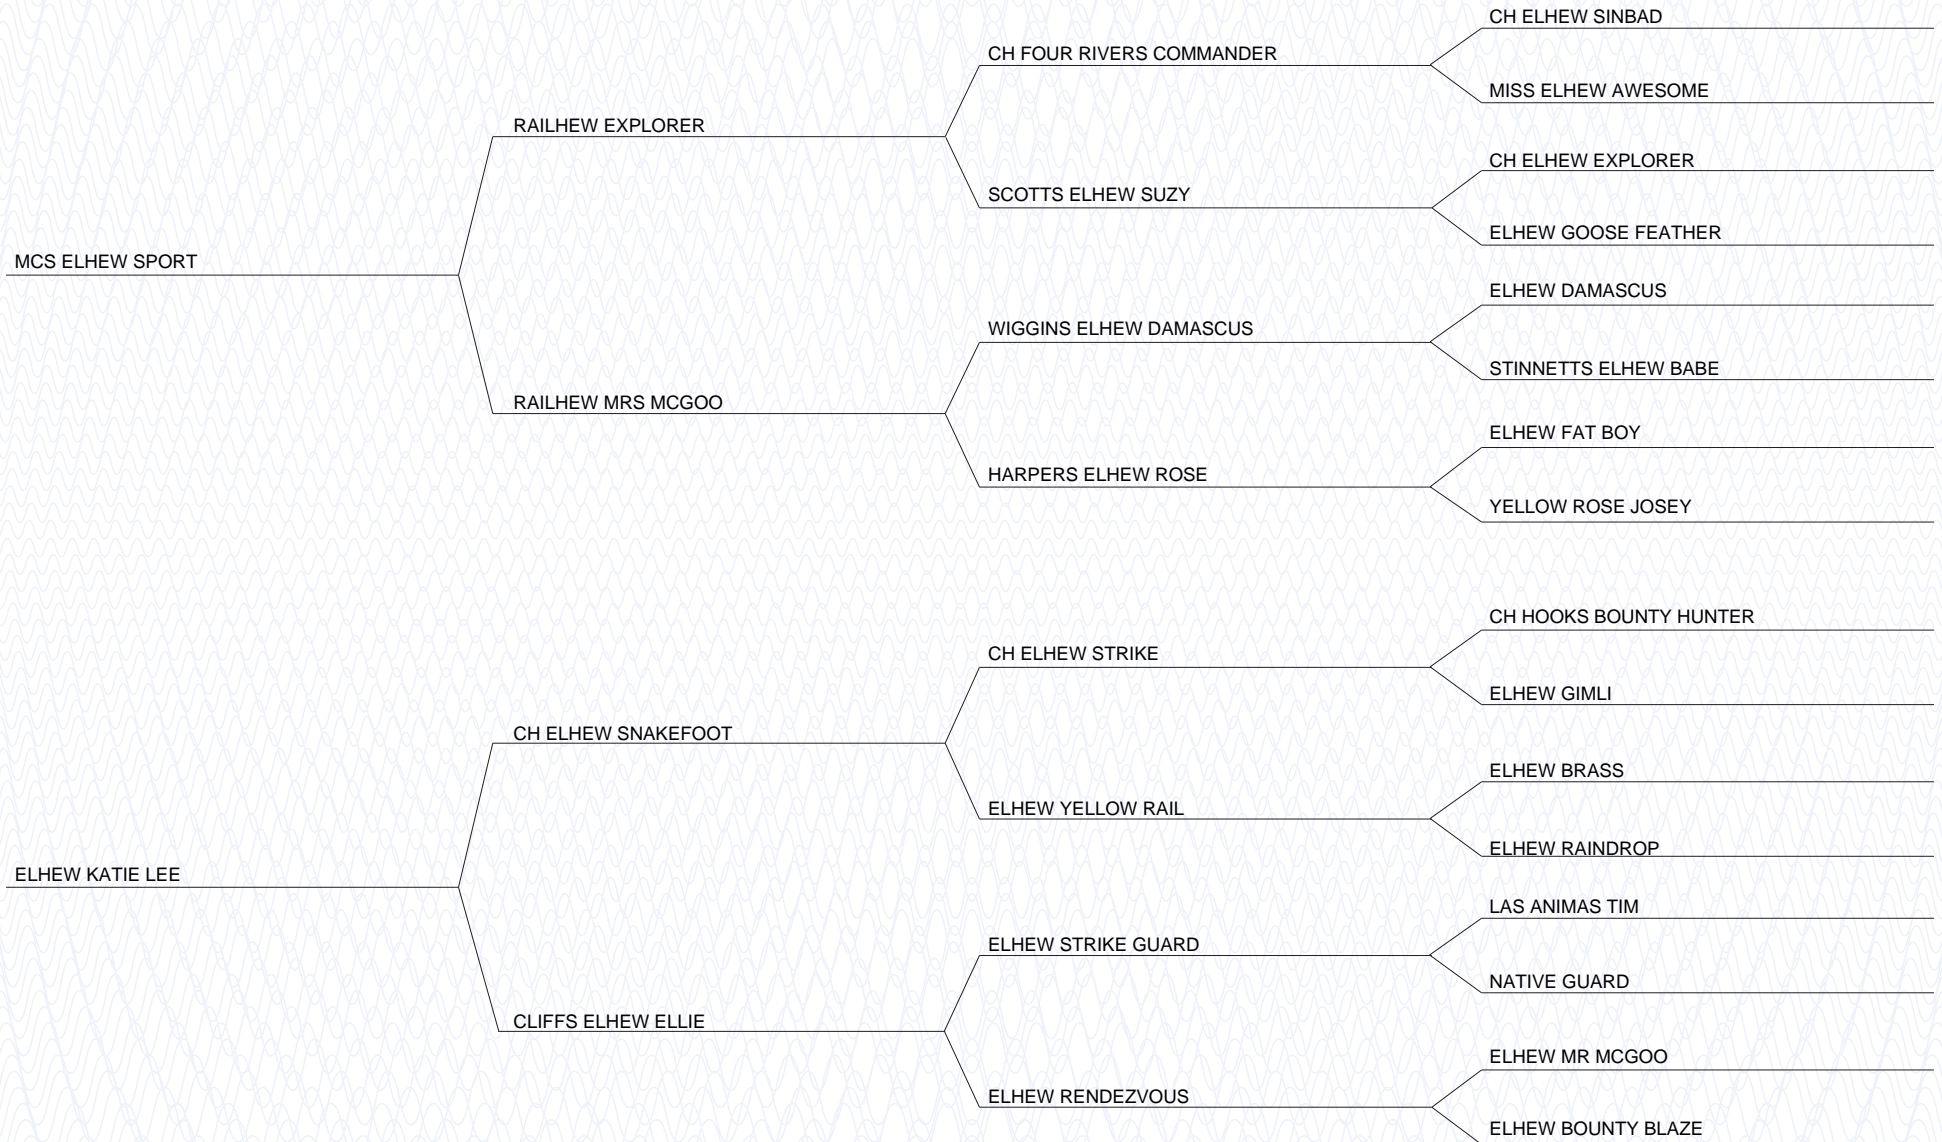 CH ELHEW SINBAD
CH FOUR RIVERS COMMANDER
MISS ELHEW AWESOME
RAILHEW EXPLORER
CH ELHEW EXPLORER
SCOTTS ELHEW SUZY
ELHEW GOOSE FEATHER
MCS ELHEW SPORT
ELHEW DAMASCUS
WIGGINS ELHEW DAMASCUS
STINNETTS ELHEW BABE
RAILHEW MRS MCGOO
ELHEW FAT BOY
HARPERS ELHEW ROSE
YELLOW ROSE JOSEY
CH HOOKS BOUNTY HUNTER
CH ELHEW STRIKE
ELHEW GIMLI
CH ELHEW SNAKEFOOT
ELHEW BRASS
ELHEW YELLOW RAIL
ELHEW RAINDROP
ELHEW KATIE LEE
LAS ANIMAS TIM
ELHEW STRIKE GUARD
NATIVE GUARD
CLIFFS ELHEW ELLIE
ELHEW MR MCGOO
ELHEW RENDEZVOUS
ELHEW BOUNTY BLAZE